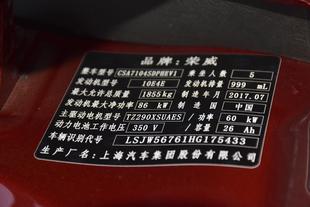 品牌：荣威
整车型号 CSA7104SDPHEV1 乘坐人数 5
发动机型号 10E4E 发动机排量 999 mL
最大允许总质量 1855kg 制造年月 2017.07
发动机最大净功率 86 kW 制造国 中国
主驱动电机型号 TZ290XSUAES 功率 60 kW
动力电池工作电压 350 V 容量 26 Ah
车辆识别代号 LSJW56761HG175433
生产者：上海汽车集团股份有限公司